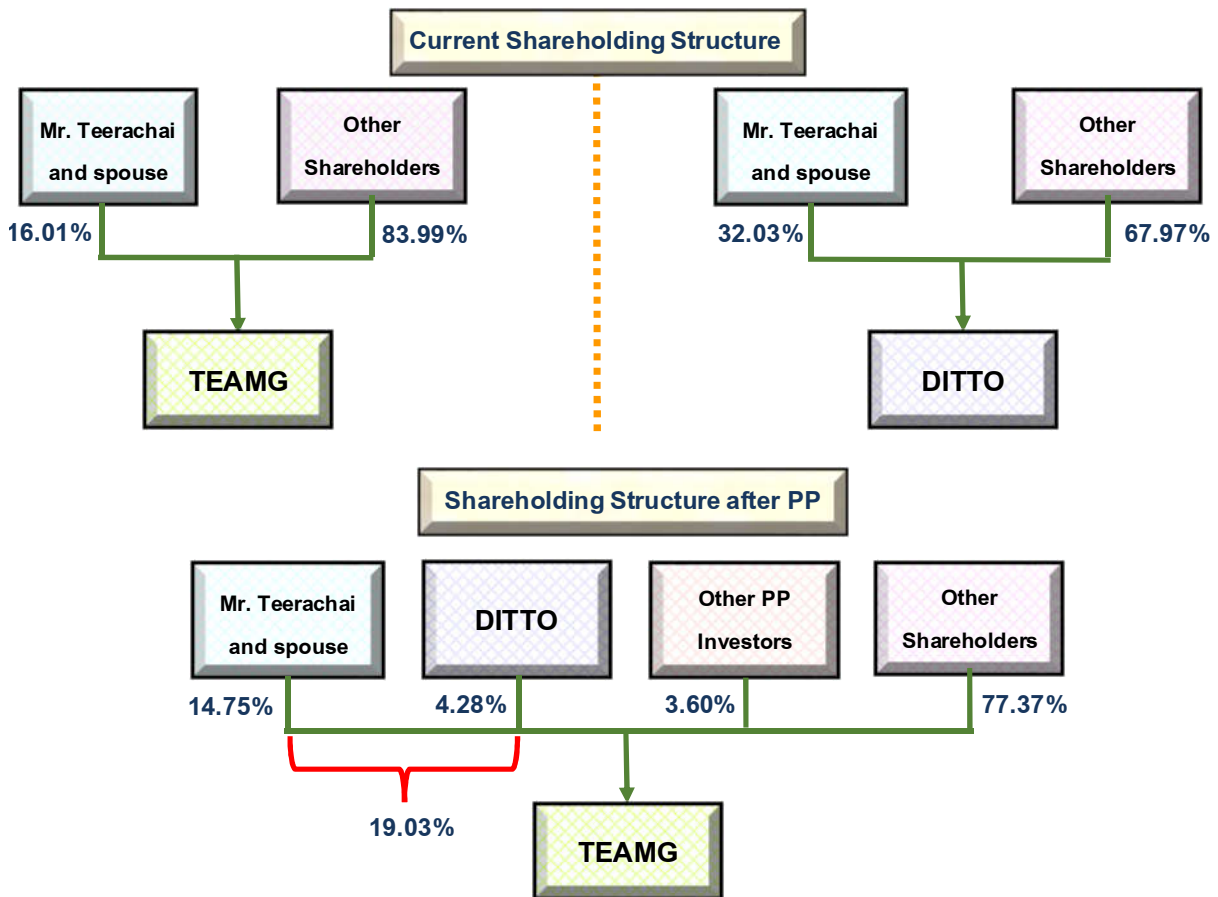 Current Shareholding Structure
Mr. Teerachai
and spouse
Other
Shareholders
16.01%
83.99%
TEAMG
Mr. Teerachai
and spouse
Other
Shareholders
32.03%
67.97%
DITTO
Shareholding Structure after PP
Mr. Teerachai
and spouse
DITTO
Other PP
Investors
Other
Shareholders
14.75%
4.28%
3.60%
77.37%
19.03%
TEAMG